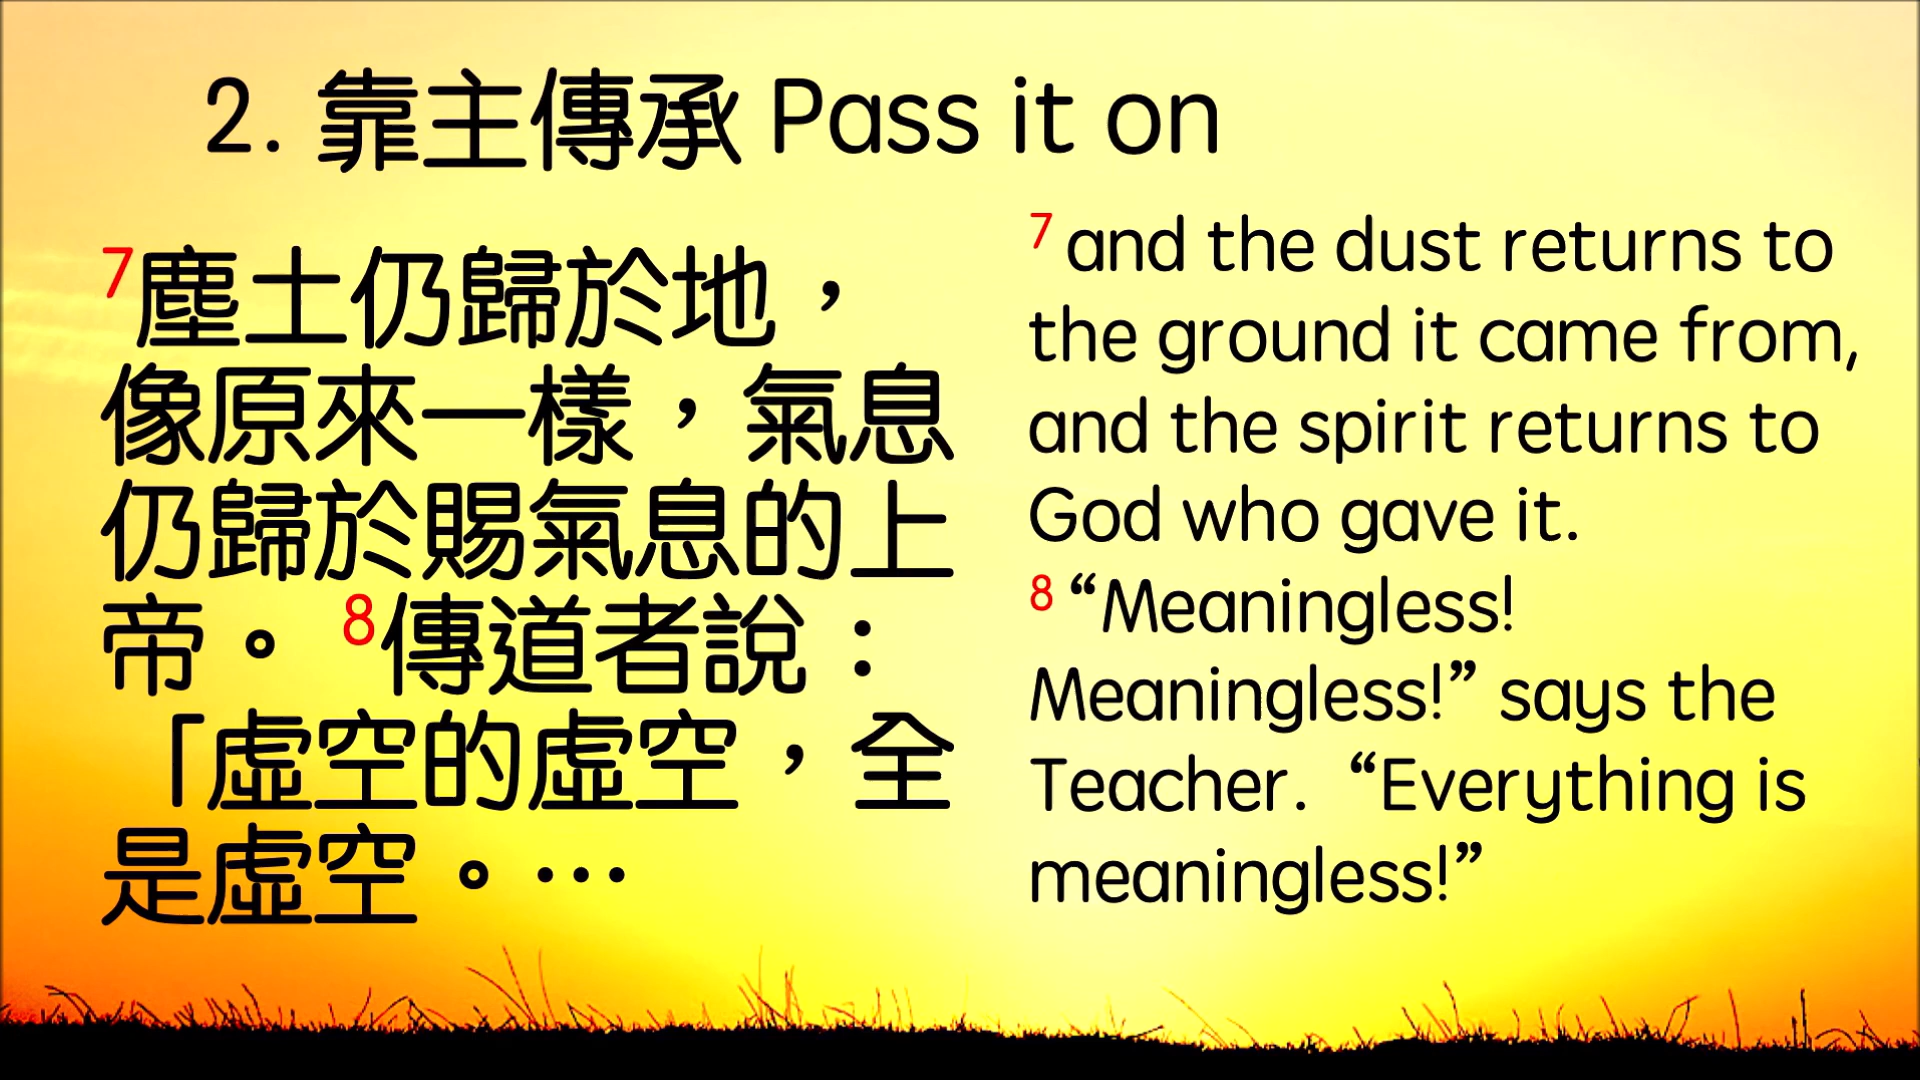 2. 靠主傳承 Pass it on
7塵土仍歸於地，
像原來一樣，氣息
仍歸於賜氣息的上
帝。 8傳道者說：
「虛空的虛空，全
是虛空。…
7 and the dust returns to
the ground it came from,
and the spirit returns to
God who gave it.
8 “Meaningless!
Meaningless!” says the
Teacher. “Everything is
meaningless!”